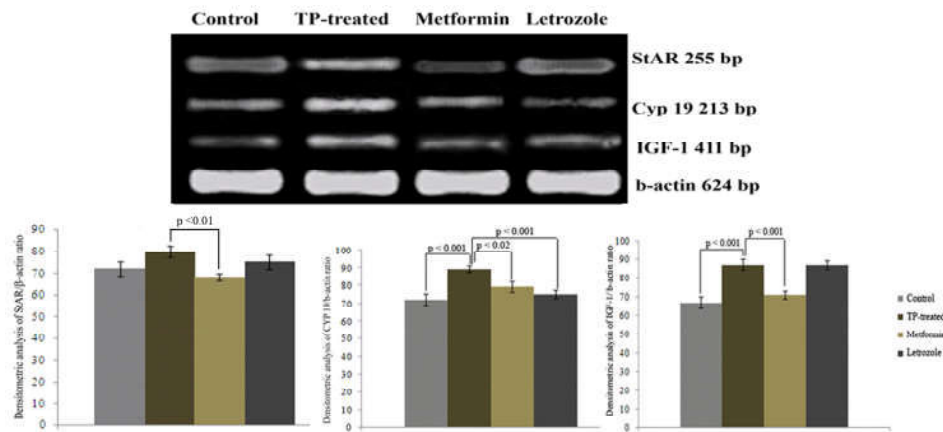 Control TP-treated Metformin Letrozole
StAR 255 bp
Cyp 19 213 bp
IGF-1 411 bp
b-actin 624 bp
Densitometric analysis of StAR/β-actin ratio
90
80
70
60
50
40
30
20
10
0
p <0.01
Densitometric analysis of CYP 19/b-actin ratio
100
90
80
70
60
50
40
30
20
10
0
p <0.001
p <0.02
p <0.001
Densitometric analysis of IGF-1/ b-actin ratio
100
90
80
70
60
50
40
30
20
10
0
p <0.001
p <0.001
Control
TP-treated
Metformin
Letrozole